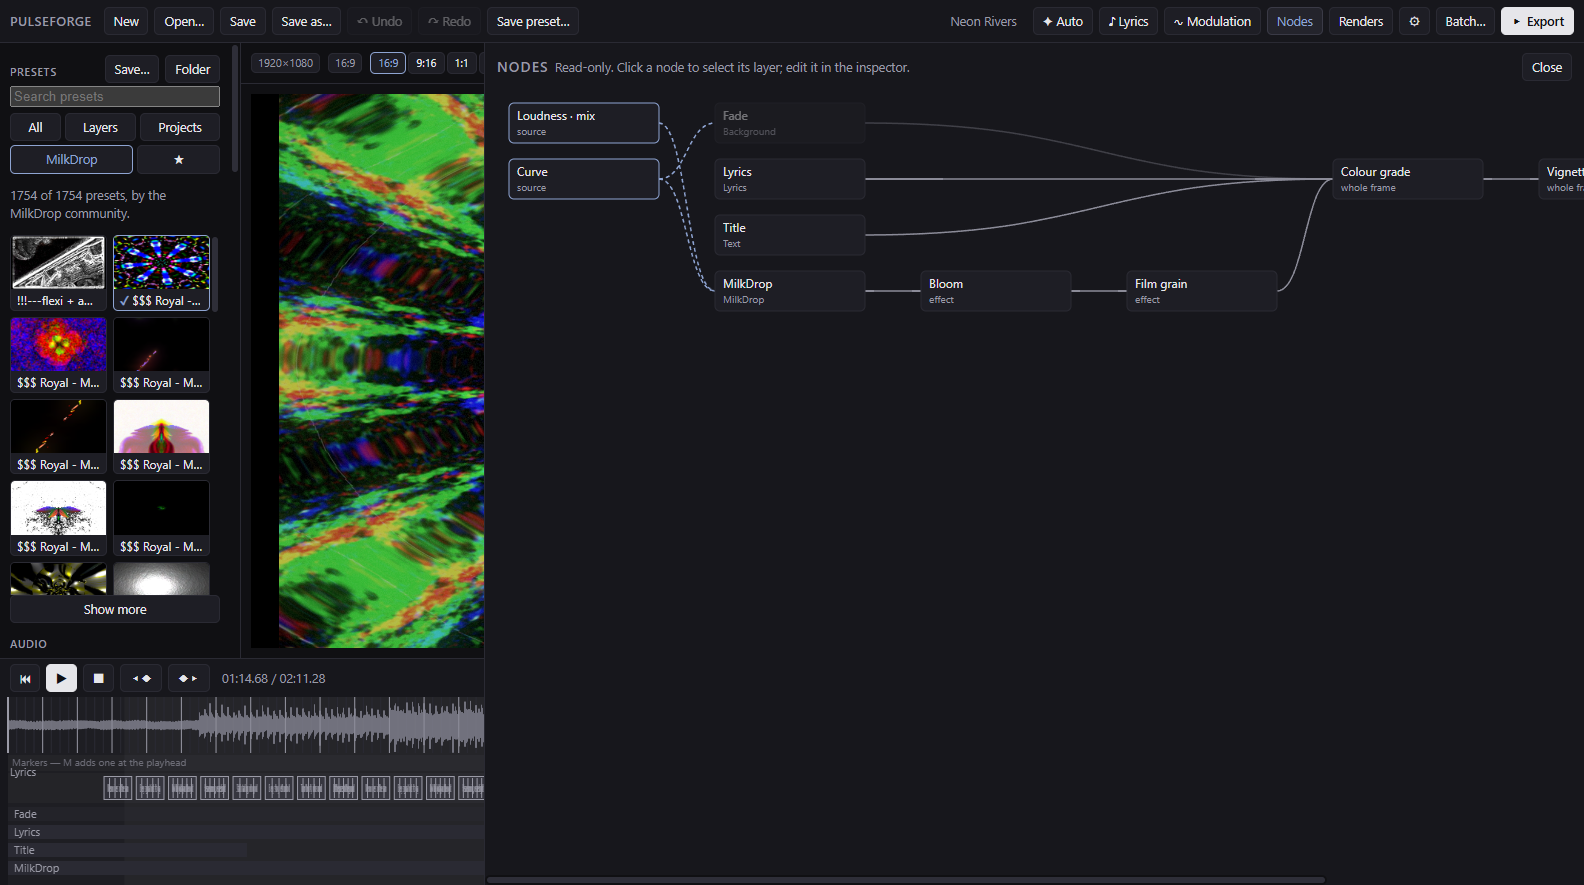 PULSEFORGE New Open... Save Save as... Undo Redo Save preset... Neon Rivers Auto Lyrics Modulation Nodes Renders Batch... Export
PRESETS Save... Folder
Search presets
All Layers Projects
MilkDrop ★
1754 of 1754 presets, by the
MilkDrop community.
!!!---flexi + a... ✓ $$$ Royal -...
$$$ Royal - M... $$$ Royal - M...
$$$ Royal - M... $$$ Royal - M...
$$$ Royal - M... $$$ Royal - M...
Show more
AUDIO
1920×1080 16:9 16:9 9:16 1:1
NODES Read-only. Click a node to select its layer; edit it in the inspector. Close
Loudness · mix
source
Curve
source
Fade
Background
Lyrics
Lyrics
Title
Text
MilkDrop
MilkDrop
Bloom
effect
Film grain
effect
Colour grade
whole frame
Vignett
whole fra
01:14.68 / 02:11.28
Markers — M adds one at the playhead
Lyrics
Fade
Lyrics
Title
MilkDrop